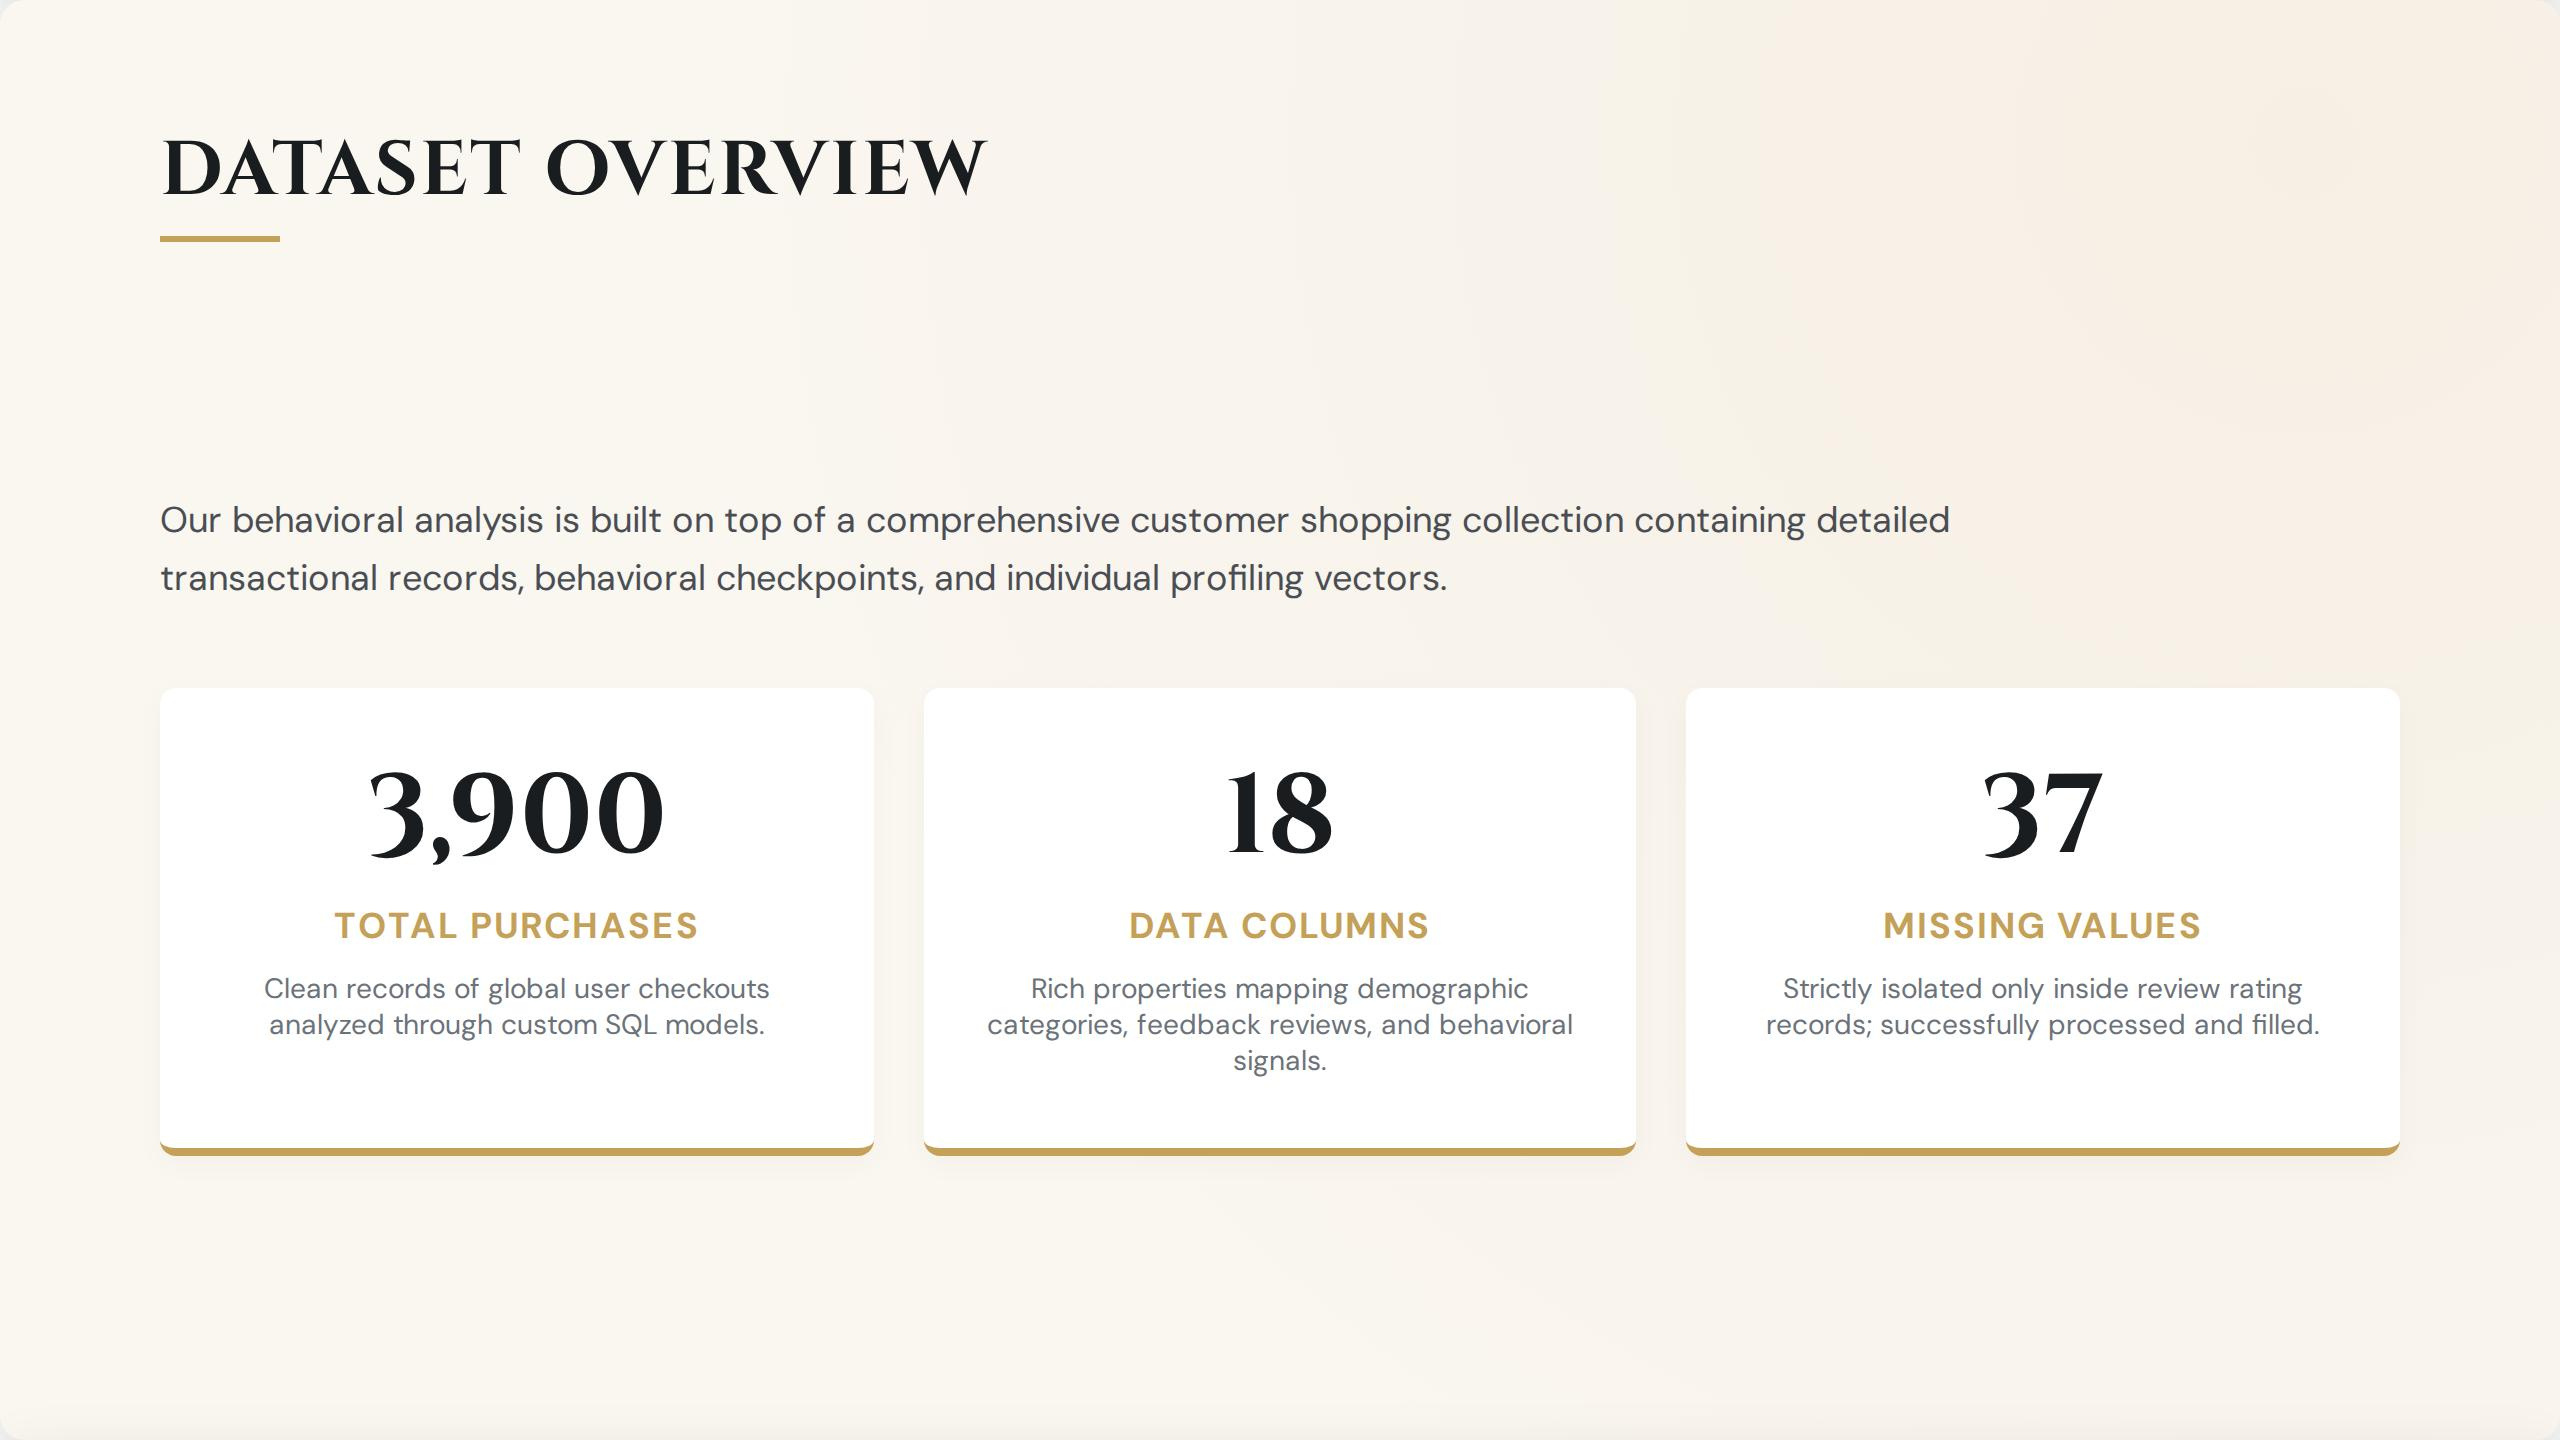 DATASET OVERVIEW
Our behavioral analysis is built on top of a comprehensive customer shopping collection containing detailed
transactional records, behavioral checkpoints, and individual profiling vectors.
3,900
TOTAL PURCHASES
Clean records of global user checkouts
analyzed through custom SQL models.
18
DATA COLUMNS
Rich properties mapping demographic
categories, feedback reviews, and behavioral
signals.
37
MISSING VALUES
Strictly isolated only inside review rating
records; successfully processed and filled.